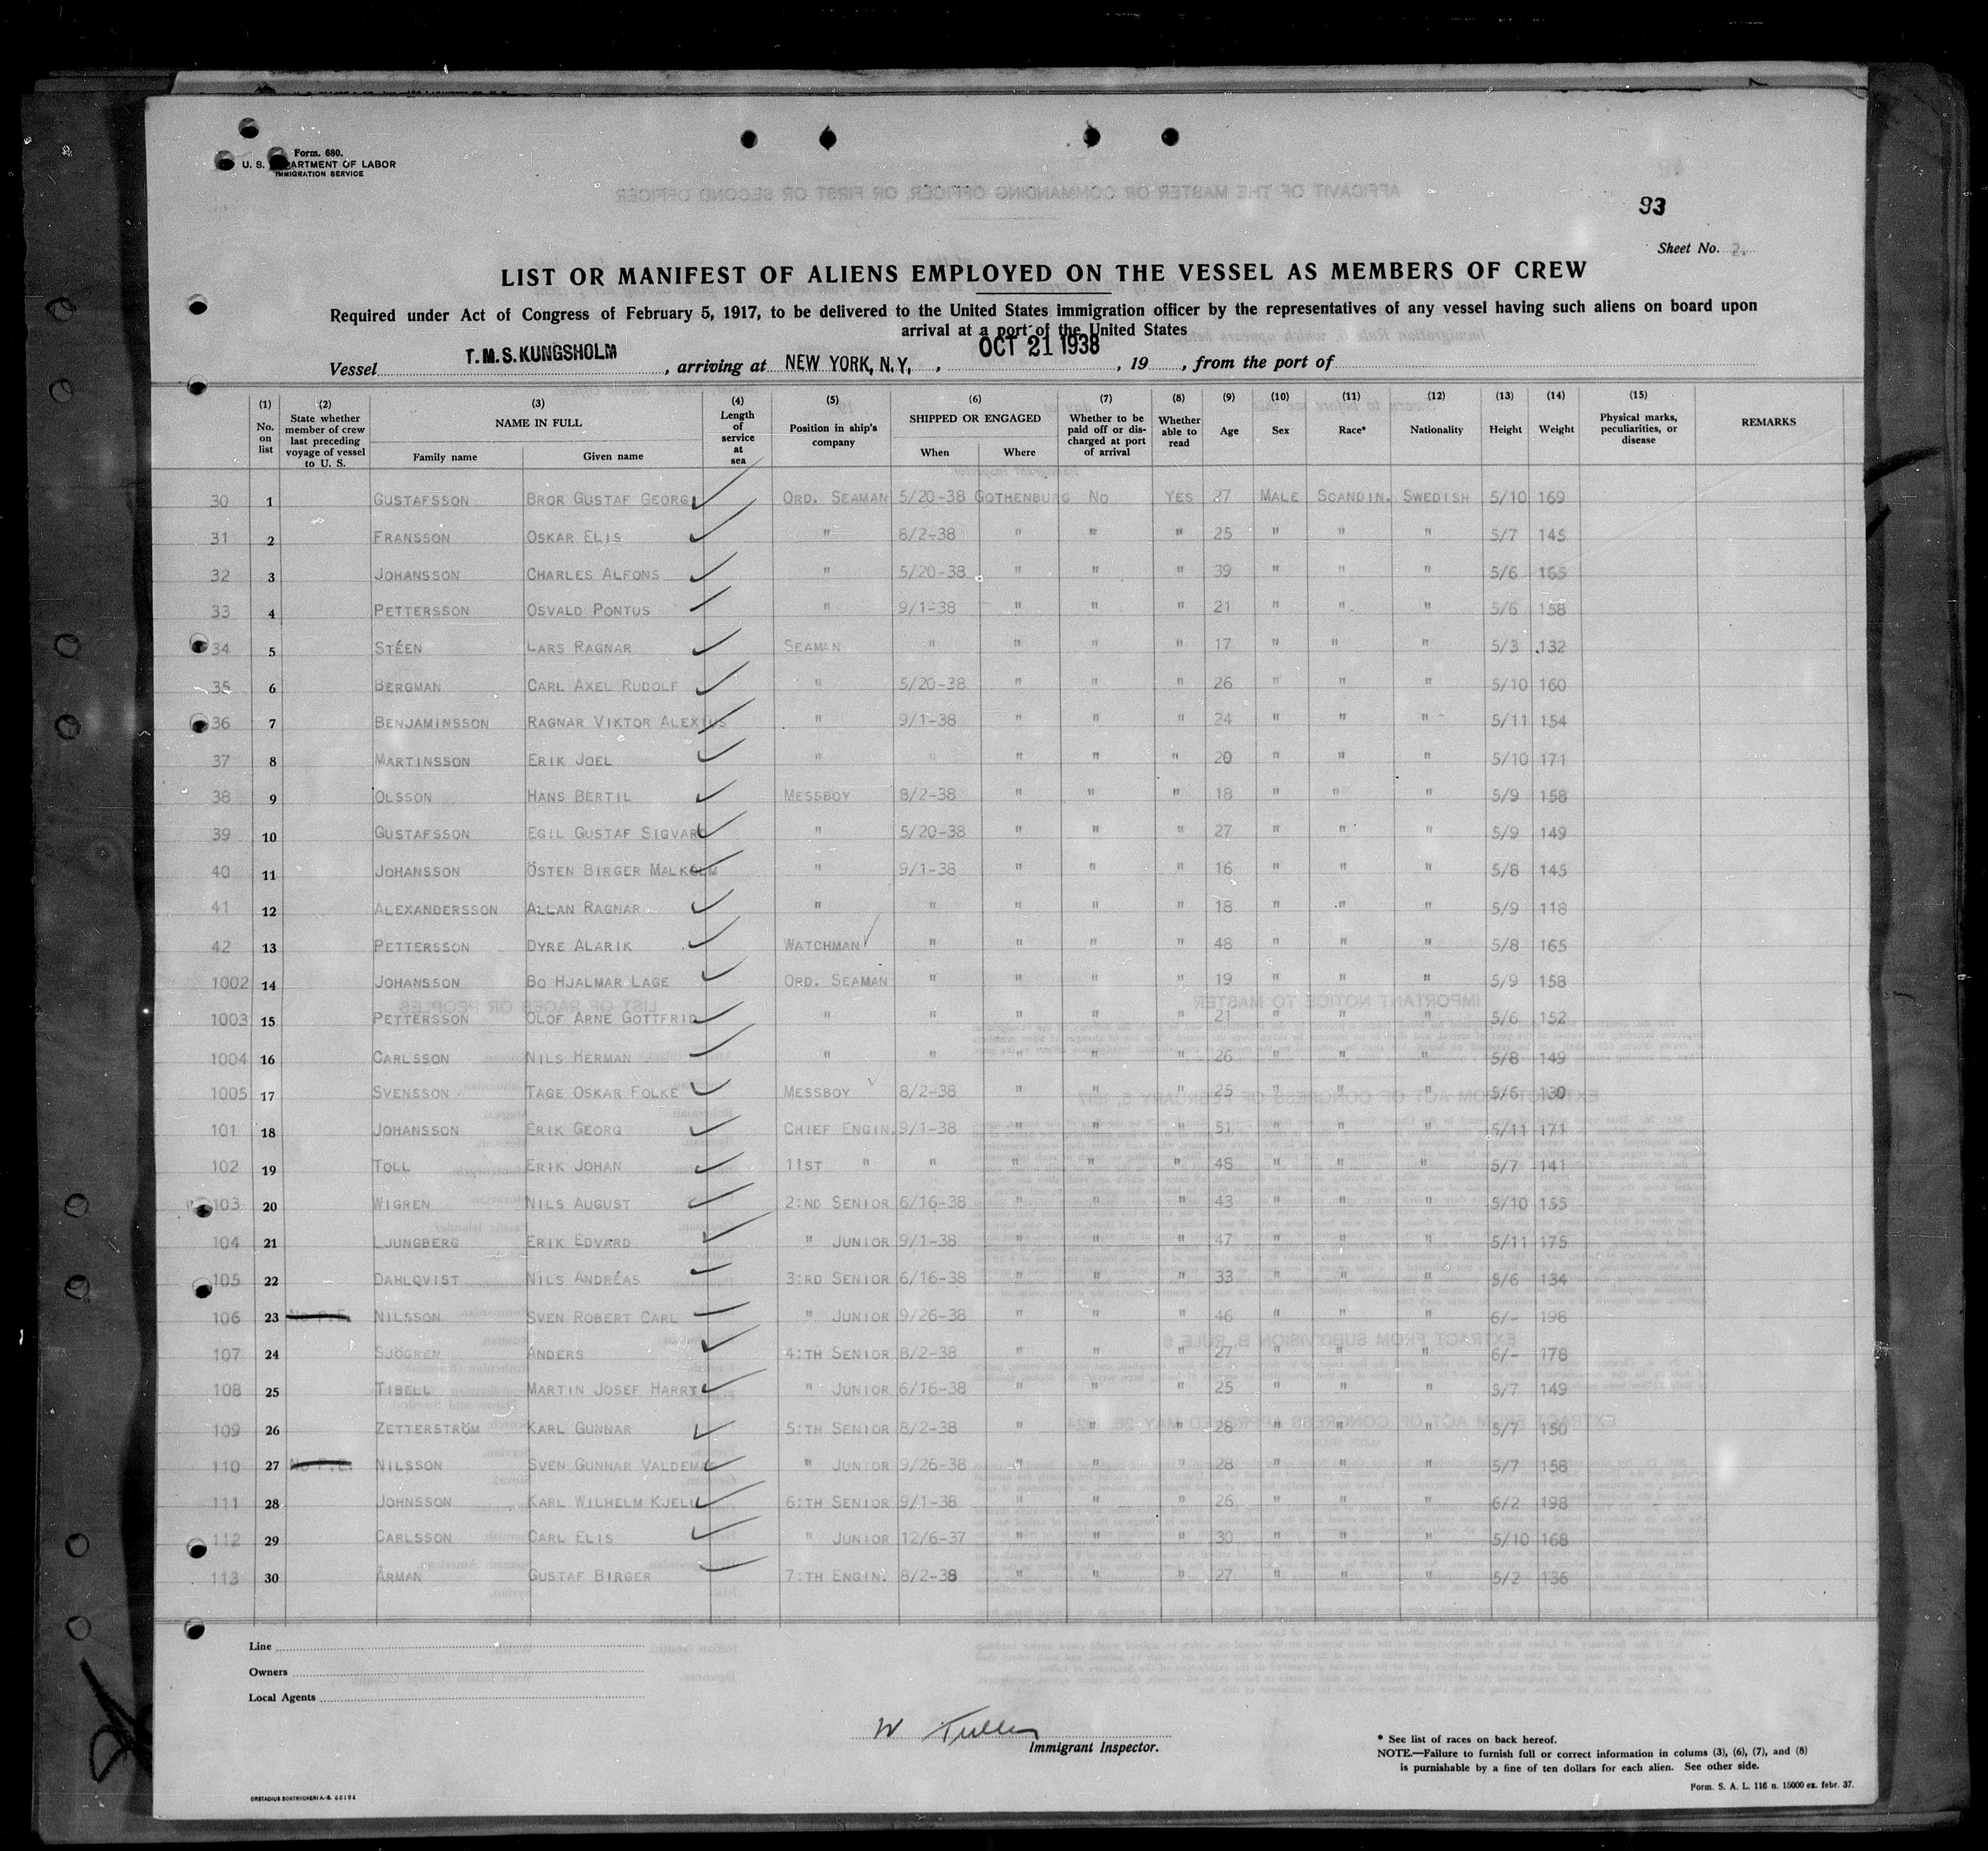 Form. 680.
U. S. DEPARTMENT OF LABOR
IMMIGRATION SERVICE
93
Sheet No. 2.
LIST OR MANIFEST OF ALIENS EMPLOYED ON THE VESSEL AS MEMBERS OF CREW
Required under Act of Congress of February 5, 1917, to be delivered to the United States immigration officer by the representatives of any vessel having such aliens on board upon
arrival at a port of the United States
Vessel T.M.S. KUNGSHOLM, arriving at NEW YORK, N.Y., OCT 21 1938, 19 , from the port of
(1) No. on list (2) State whether member of crew last preceding voyage of vessel to U. S. (3) NAME IN FULL Family name Given name (4) Length of service at sea (5) Position in ship's company (6) SHIPPED OR ENGAGED When Where (7) Whether to be paid off or discharged at port of arrival (8) Whether able to read (9) Age (10) Sex (11) Race* (12) Nationality (13) Height (14) Weight (15) Physical marks, peculiarities, or disease REMARKS
30 1 GUSTAFSSON BROR GUSTAF GEORG ORD. SEAMAN 5/20-38 GOTHENBURG NO YES 27 MALE SCANDIN. SWEDISH 5/10 169
31 2 FRANSSON OSKAR ELIS " 8/2-38 " " " 25 " " " 5/7 145
32 3 JOHANSSON CHARLES ALFONS " 5/20-38 " " " 39 " " " 5/6 165
33 4 PETTERSSON OSVALD PONTUS " 9/1-38 " " " 21 " " " 5/6 158
34 5 STÉEN LARS RAGNAR SEAMAN " " " " 17 " " " 5/3 132
35 6 BERGMAN CARL AXEL RUDOLF " 5/20-38 " " " 26 " " " 5/10 160
36 7 BENJAMINSSON RAGNAR VIKTOR ALEXIUS " 9/1-38 " " " 24 " " " 5/11 154
37 8 MARTINSSON ERIK JOEL " " " " " 20 " " " 5/10 171
38 9 OLSSON HANS BERTIL MESSBOY 8/2-38 " " " 18 " " " 5/9 158
39 10 GUSTAFSSON EGIL GUSTAF SIGVARD " 5/20-38 " " " 27 " " " 5/9 149
40 11 JOHANSSON ÖSTEN BIRGER MALKOLM " 9/1-38 " " " 16 " " " 5/8 145
41 12 ALEXANDERSSON ALLAN RAGNAR " " " " " 18 " " " 5/9 118
42 13 PETTERSSON DYRE ALARIK WATCHMAN " " " " 48 " " " 5/8 165
1002 14 JOHANSSON BO HJALMAR LAGE ORD. SEAMAN " " " " 19 " " " 5/9 158
1003 15 PETTERSSON OLOF ARNE GOTTFRID " " " " " 21 " " " 5/6 152
1004 16 CARLSSON NILS HERMAN " " " " " 26 " " " 5/8 149
1005 17 SVENSSON TAGE OSKAR FOLKE MESSBOY 8/2-38 " " " 25 " " " 5/6 130
101 18 JOHANSSON ERIK GEORG CHIEF ENGIN. 9/1-38 " " " 51 " " " 5/11 171
102 19 TOLL ERIK JOHAN 11ST " " " " " 48 " " " 5/7 141
103 20 WIGREN NILS AUGUST 2:ND SENIOR 6/16-38 " " " 43 " " " 5/10 155
104 21 LJUNGBERG ERIK EDVARD " JUNIOR 9/1-38 " " " 47 " " " 5/11 175
105 22 DAHLQVIST NILS ANDRÉAS 3:RD SENIOR 6/16-38 " " " 33 " " " 5/6 134
106 23 No P.E. NILSSON SVEN ROBERT CARL " JUNIOR 9/26-38 " " " 46 " " " 6/- 198
107 24 SJÖGREN ANDERS 4:TH SENIOR 8/2-38 " " " 27 " " " 6/- 178
108 25 TIBELL MARTIN JOSEF HARRY " JUNIOR 6/16-38 " " " 25 " " " 5/7 149
109 26 ZETTERSTRÖM KARL GUNNAR 5:TH SENIOR 8/2-38 " " " 28 " " " 5/7 150
110 27 No P.E. NILSSON SVEN GUNNAR VALDEMAR " JUNIOR 9/26-38 " " " 28 " " " 5/7 158
111 28 JOHNSSON KARL WILHELM KJELL 6:TH SENIOR 9/1-38 " " " 26 " " " 6/2 198
112 29 CARLSSON CARL ELIS " JUNIOR 12/6-37 " " " 30 " " " 5/10 168
113 30 ÅRMAN GUSTAF BIRGER 7:TH ENGIN. 8/2-38 " " " 27 " " " 5/2 136
Line
Owners
Local Agents
W Tullen
Immigrant Inspector.
* See list of races on back hereof.
NOTE.—Failure to furnish full or correct information in colums (3), (6), (7), and (8)
is punishable by a fine of ten dollars for each alien. See other side.
Form. S. A. L. 116 n. 15000 ex. febr. 37.
ORSTADIUS BOKTRYCKERI A.-B. 68194